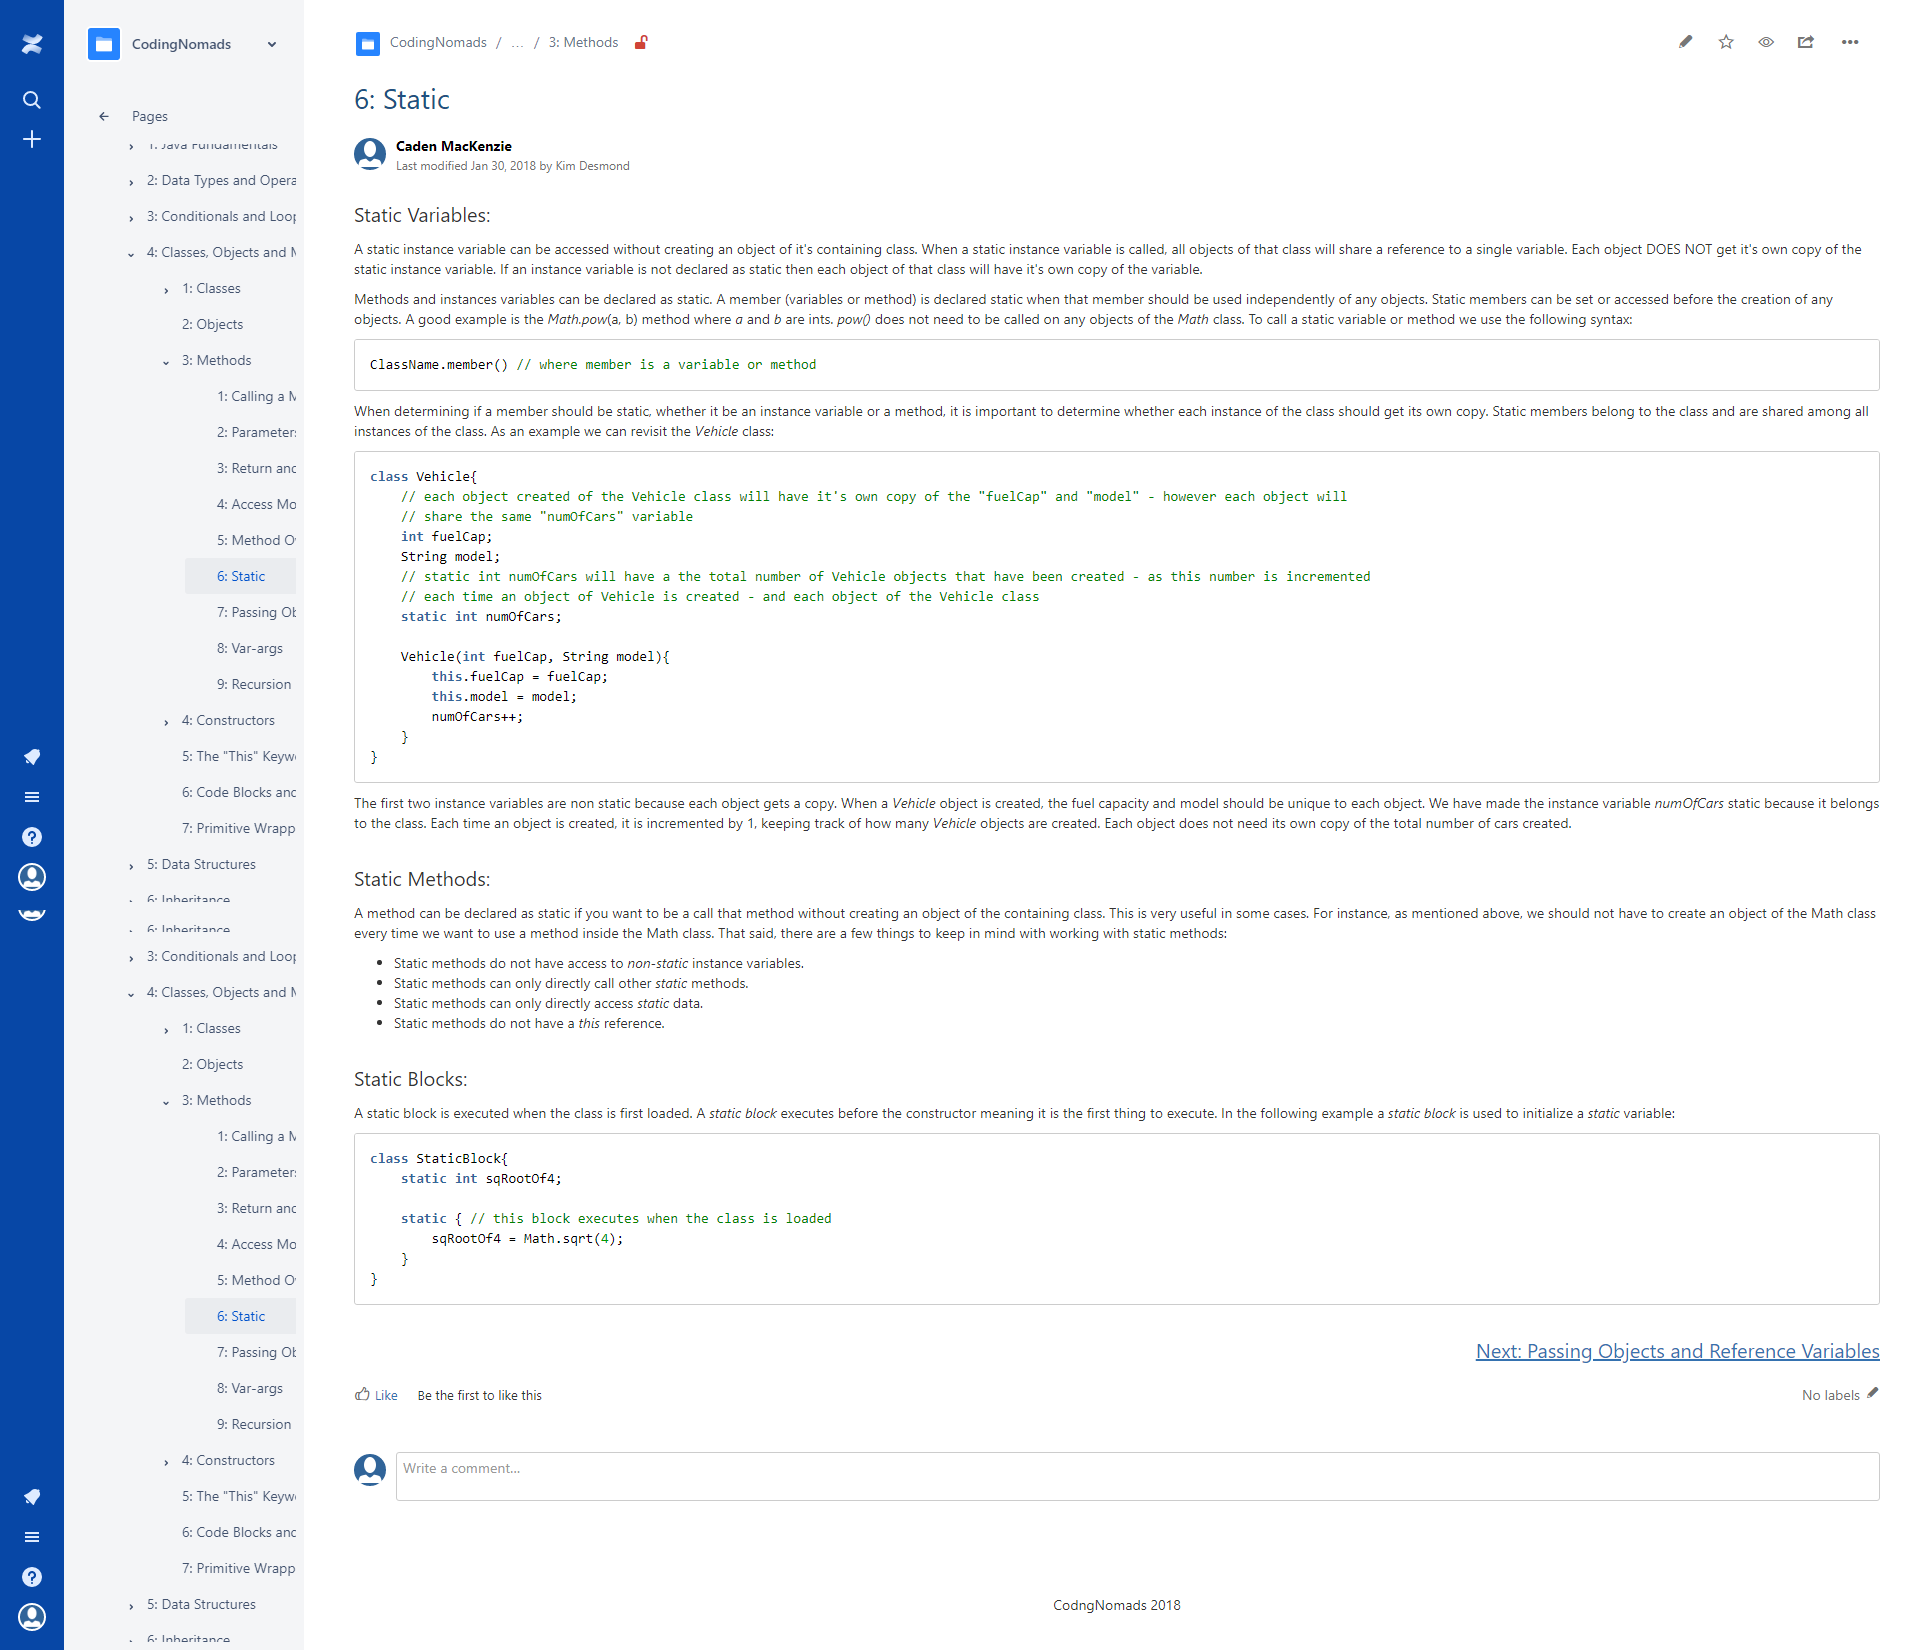 CodingNomads
Pages
1: Java Fundamentals
2: Data Types and Opera
3: Conditionals and Loop
4: Classes, Objects and M
1: Classes
2: Objects
3: Methods
1: Calling a M
2: Parameter
3: Return and
4: Access Mo
5: Method O
6: Static
7: Passing Ob
8: Var-args
9: Recursion
4: Constructors
5: The "This" Keyw
6: Code Blocks and
7: Primitive Wrapp
5: Data Structures
6: Inheritance
6: Inheritance
3: Conditionals and Loop
4: Classes, Objects and M
1: Classes
2: Objects
3: Methods
1: Calling a M
2: Parameter
3: Return and
4: Access Mo
5: Method O
6: Static
7: Passing Ob
8: Var-args
9: Recursion
4: Constructors
5: The "This" Keyw
6: Code Blocks and
7: Primitive Wrapp
5: Data Structures
6: Inheritance
CodingNomads / ... / 3: Methods
6: Static
Caden MacKenzie
Last modified Jan 30, 2018 by Kim Desmond
Static Variables:
A static instance variable can be accessed without creating an object of it's containing class. When a static instance variable is called, all objects of that class will share a reference to a single variable. Each object DOES NOT get it's own copy of the
static instance variable. If an instance variable is not declared as static then each object of that class will have it's own copy of the variable.
Methods and instances variables can be declared as static. A member (variables or method) is declared static when that member should be used independently of any objects. Static members can be set or accessed before the creation of any
objects. A good example is the Math.pow(a, b) method where a and b are ints. pow() does not need to be called on any objects of the Math class. To call a static variable or method we use the following syntax:
ClassName.member() // where member is a variable or method
When determining if a member should be static, whether it be an instance variable or a method, it is important to determine whether each instance of the class should get its own copy. Static members belong to the class and are shared among all
instances of the class. As an example we can revisit the Vehicle class:
class Vehicle{
// each object created of the Vehicle class will have it's own copy of the "fuelCap" and "model" - however each object will
// share the same "numOfCars" variable
int fuelCap;
String model;
// static int numOfCars will have a the total number of Vehicle objects that have been created - as this number is incremented
// each time an object of Vehicle is created - and each object of the Vehicle class
static int numOfCars;
Vehicle(int fuelCap, String model){
this.fuelCap = fuelCap;
this.model = model;
numOfCars++;
}
}
The first two instance variables are non static because each object gets a copy. When a Vehicle object is created, the fuel capacity and model should be unique to each object. We have made the instance variable numOfCars static because it belongs
to the class. Each time an object is created, it is incremented by 1, keeping track of how many Vehicle objects are created. Each object does not need its own copy of the total number of cars created.
Static Methods:
A method can be declared as static if you want to be a call that method without creating an object of the containing class. This is very useful in some cases. For instance, as mentioned above, we should not have to create an object of the Math class
every time we want to use a method inside the Math class. That said, there are a few things to keep in mind with working with static methods:
• Static methods do not have access to non-static instance variables.
• Static methods can only directly call other static methods.
• Static methods can only directly access static data.
• Static methods do not have a this reference.
Static Blocks:
A static block is executed when the class is first loaded. A static block executes before the constructor meaning it is the first thing to execute. In the following example a static block is used to initialize a static variable:
class StaticBlock{
static int sqRootOf4;
static { // this block executes when the class is loaded
sqRootOf4 = Math.sqrt(4);
}
}
Next: Passing Objects and Reference Variables
Like Be the first to like this
No labels
Write a comment...
CodngNomads 2018